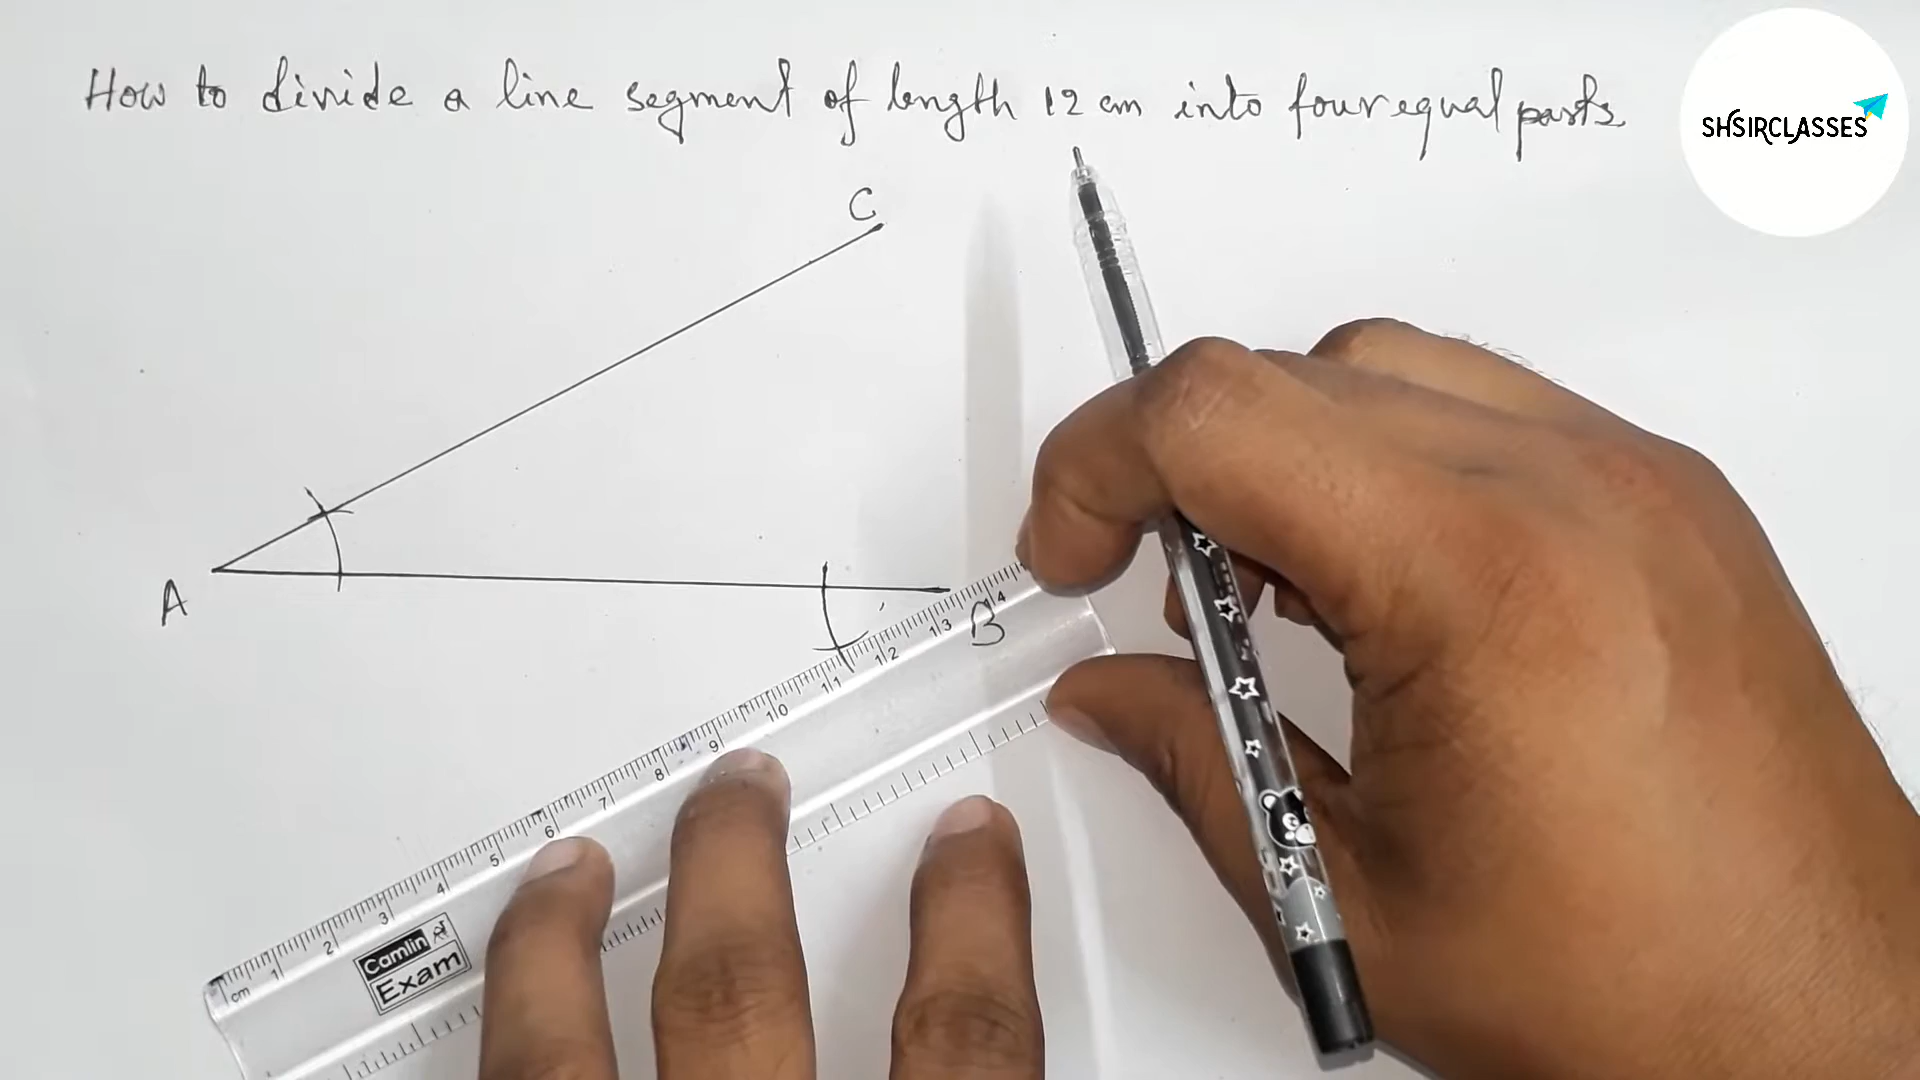 How to divide a line segment of length 12 cm into four equal parts.
SHSIRCLASSES
C
A
B
cm 1 2 3 4 5 6 7 8 9 10 11 12 13 14
Camlin
Exam